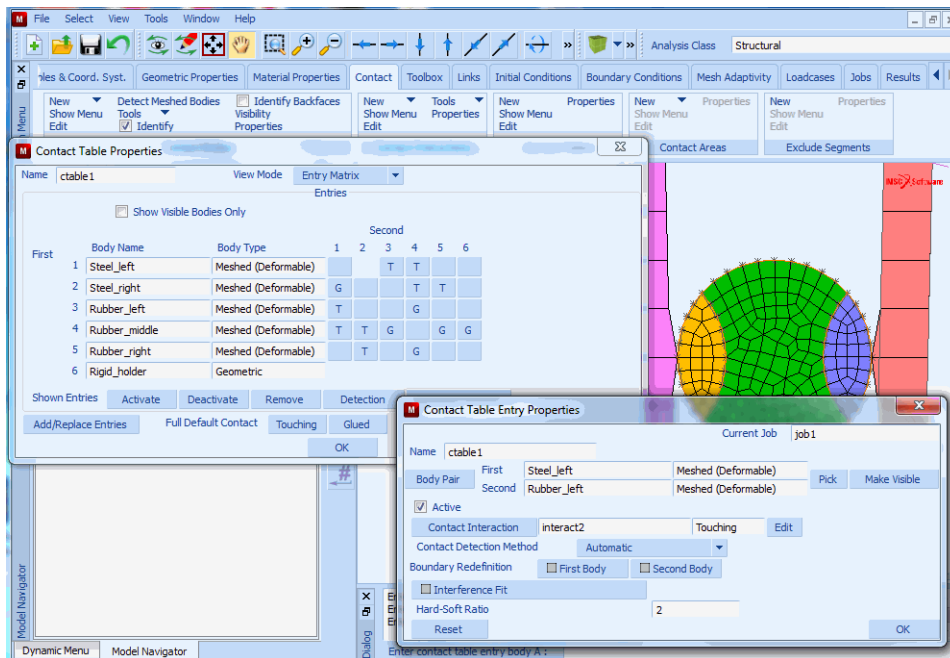 File Select View Tools Window Help
Analysis Class Structural
ples & Coord. Syst. Geometric Properties Material Properties Contact Toolbox Links Initial Conditions Boundary Conditions Mesh Adaptivity Loadcases Jobs Results
New Detect Meshed Bodies Identify Backfaces New Tools New Properties New Properties New Properties
Show Menu Tools Visibility Show Menu Properties Show Menu Show Menu Show Menu
Edit Identify Properties Edit Edit Edit Edit
Contact Areas Exclude Segments
Menu
Contact Table Properties
Name ctable1 View Mode Entry Matrix
Entries
Show Visible Bodies Only
Second
First Body Name Body Type 1 2 3 4 5 6
1 Steel_left Meshed (Deformable) T T
2 Steel_right Meshed (Deformable) G T T
3 Rubber_left Meshed (Deformable) T G
4 Rubber_middle Meshed (Deformable) T T G G G
5 Rubber_right Meshed (Deformable) T G
6 Rigid_holder Geometric
Shown Entries Activate Deactivate Remove Detection
Add/Replace Entries Full Default Contact Touching Glued
OK
MSC Software
Contact Table Entry Properties
Current Job job1
Name ctable1
Body Pair First Steel_left Meshed (Deformable) Pick Make Visible
Second Rubber_left Meshed (Deformable)
Active
Contact Interaction interact2 Touching Edit
Contact Detection Method Automatic
Boundary Redefinition First Body Second Body
Interference Fit
Hard-Soft Ratio 2
Reset OK
Model Navigator
Dialog
Enter contact table entry body A :
Dynamic Menu Model Navigator